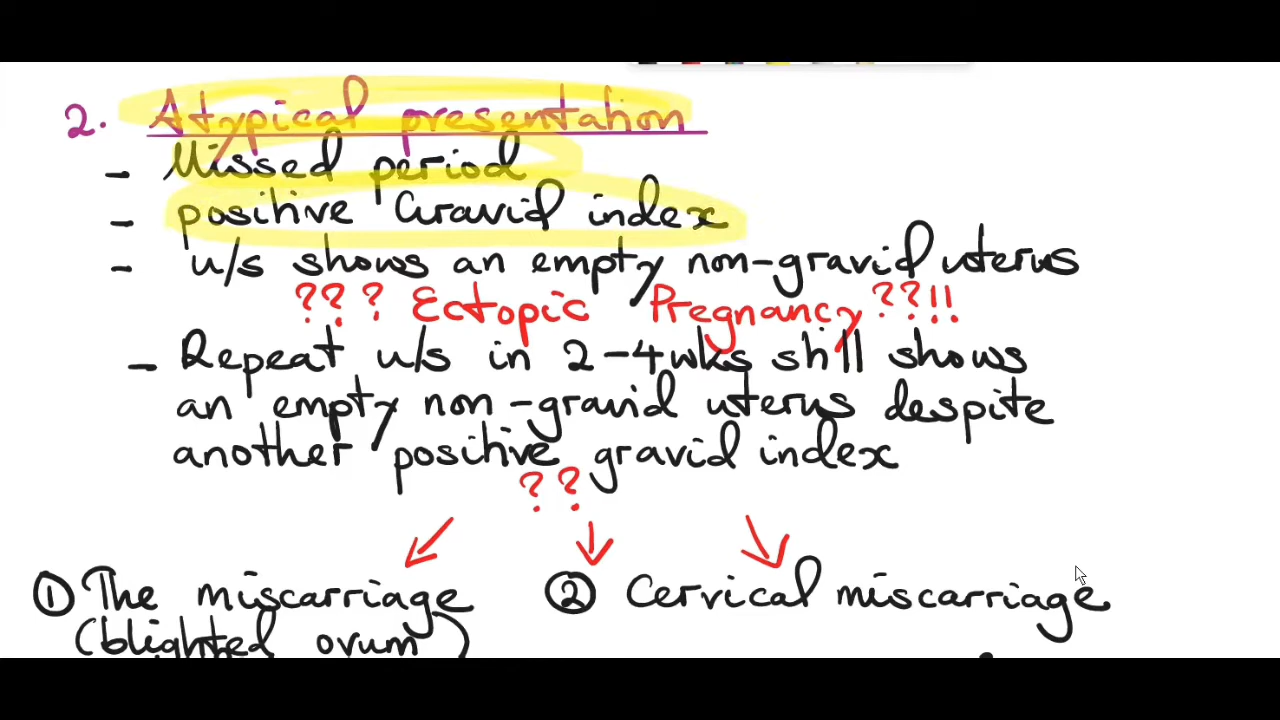 2. Atypical presentation
- Missed period
- positive Gravid index
- u/s shows an empty non-gravid uterus
??? Ectopic Pregnancy ??!!
- Repeat u/s in 2-4wks still shows
an empty non-gravid uterus despite
another positive gravid index
??
① The miscarriage
(blighted ovum)
② Cervical miscarriage